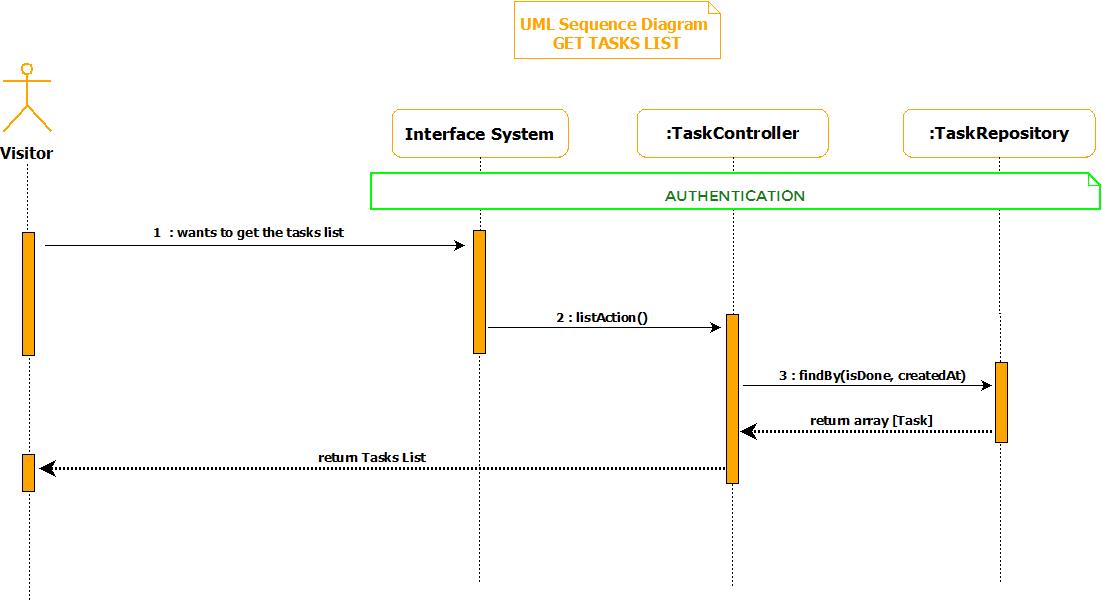 UML Sequence Diagram
GET TASKS LIST
Visitor
Interface System
:TaskController
:TaskRepository
AUTHENTICATION
1 : wants to get the tasks list
2 : listAction()
3 : findBy(isDone, createdAt)
return array [Task]
return Tasks List